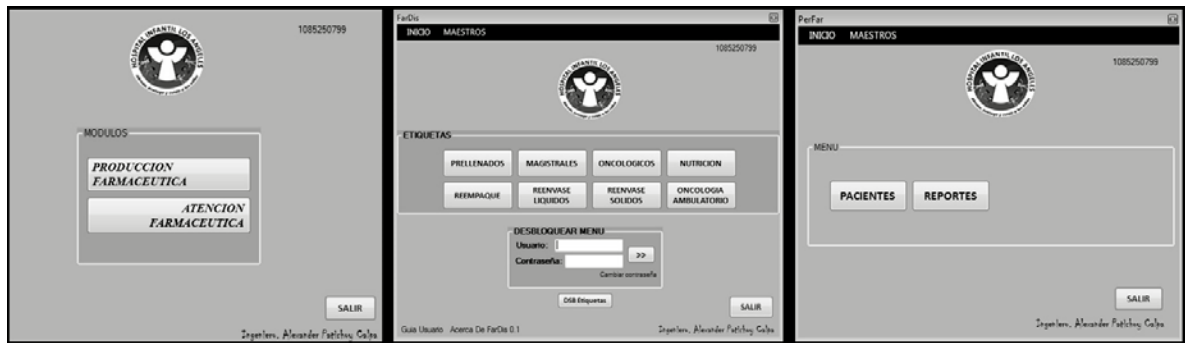 1085250799
HOSPITAL INFANTIL LOS ANGELES
MODULOS
PRODUCCION
FARMACEUTICA
ATENCION
FARMACEUTICA
SALIR
Ingeniero. Alexander Patichoy Calpa
FarDis
INICIO MAESTROS
1085250799
HOSPITAL INFANTIL LOS ANGELES
ETIQUETAS
PRELLENADOS MAGISTRALES ONCOLOGICOS NUTRICION
REEMPAQUE REENVASE LIQUIDOS REENVASE SOLIDOS ONCOLOGIA AMBULATORIO
DESBLOQUEAR MENU
Usuario:
Contraseña: >>
Cambiar contraseña
DSB Etiquetas
SALIR
Guia Usuario Acerca De FarDis 0.1
Ingeniero. Alexander Patichoy Calpa
PerFar
INICIO MAESTROS
1085250799
HOSPITAL INFANTIL LOS ANGELES
MENU
PACIENTES REPORTES
SALIR
Ingeniero. Alexander Patichoy Calpa